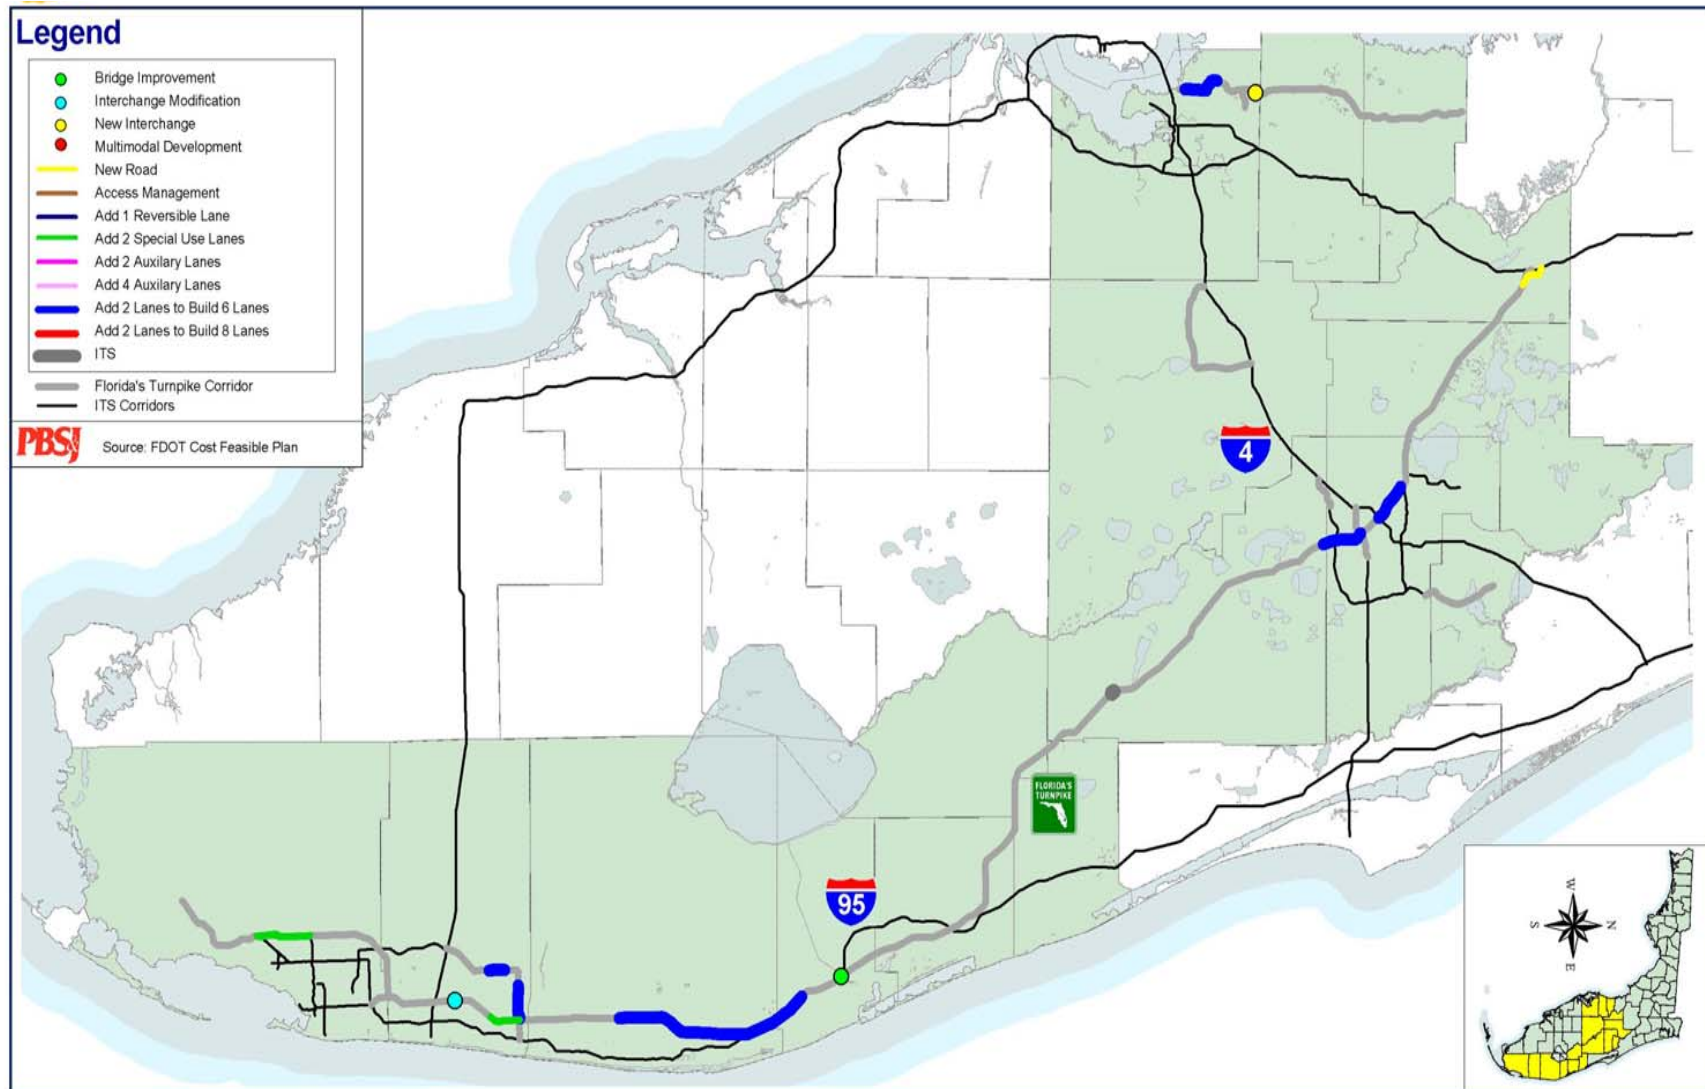 Legend
Bridge Improvement
Interchange Modification
New Interchange
Multimodal Development
New Road
Access Management
Add 1 Reversible Lane
Add 2 Special Use Lanes
Add 2 Auxilary Lanes
Add 4 Auxilary Lanes
Add 2 Lanes to Build 6 Lanes
Add 2 Lanes to Build 8 Lanes
ITS
Florida's Turnpike Corridor
ITS Corridors
PBSJ Source: FDOT Cost Feasible Plan
4
FLORIDA'S
TURNPIKE
95
W
S N
E